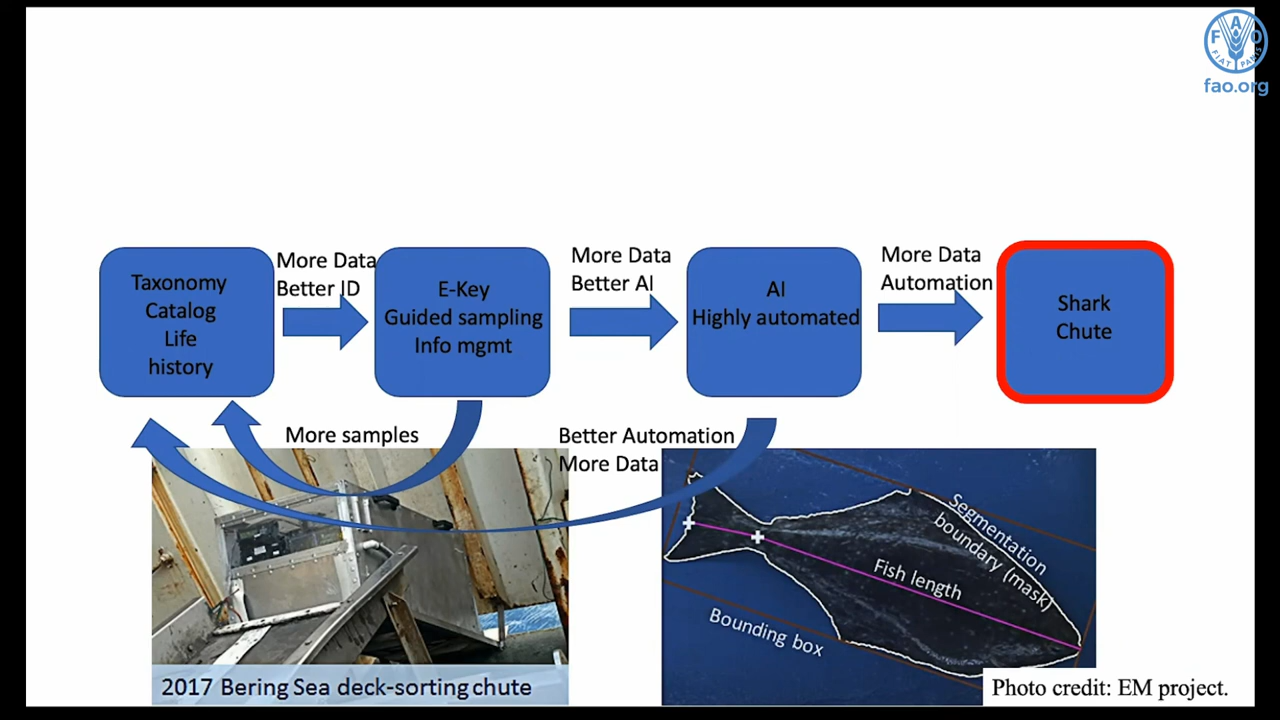 F A O
FIAT PANIS
fao.org
Taxonomy
Catalog
Life
history
More Data
Better ID
E-Key
Guided sampling
Info mgmt
More Data
Better AI
AI
Highly automated
More Data
Automation
Shark
Chute
More samples
Better Automation
More Data
Segmentation
boundary (mask)
Fish length
Bounding box
2017 Bering Sea deck-sorting chute
Photo credit: EM project.